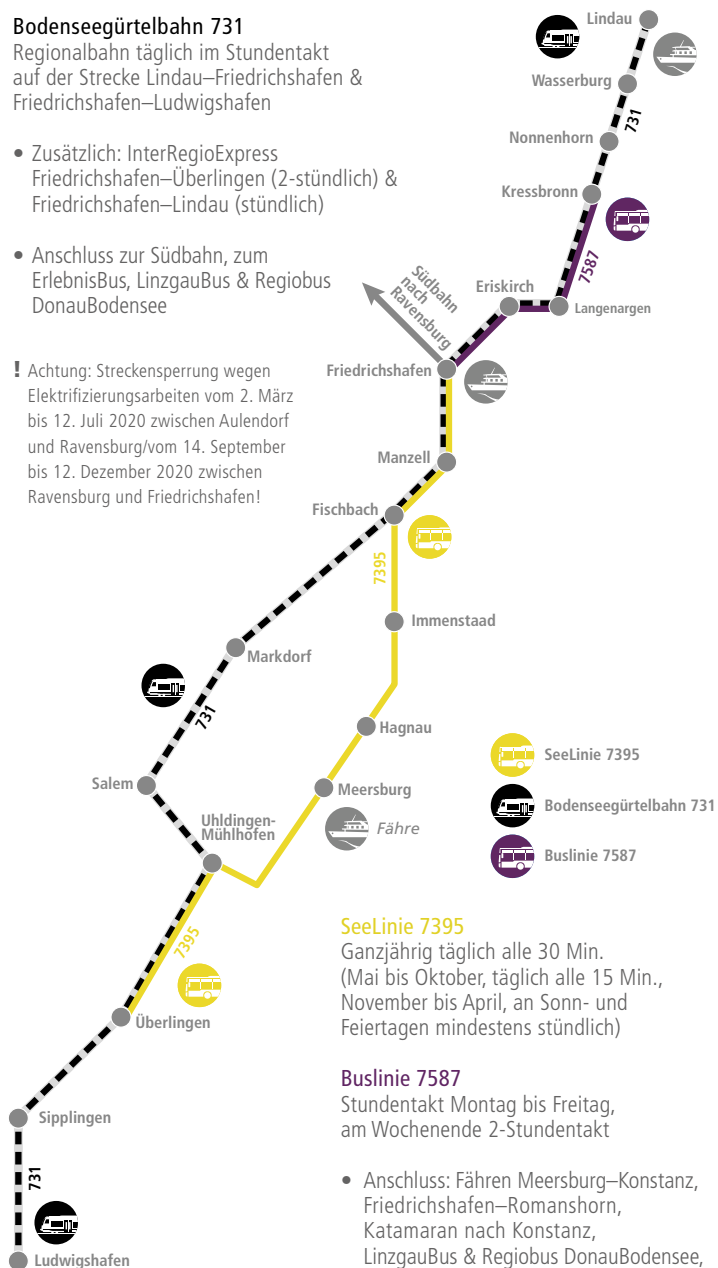 Bodenseegürtelbahn 731
Regionalbahn täglich im Stundentakt
auf der Strecke Lindau–Friedrichshafen &
Friedrichshafen–Ludwigshafen
• Zusätzlich: InterRegioExpress
Friedrichshafen–Überlingen (2-stündlich) &
Friedrichshafen–Lindau (stündlich)
• Anschluss zur Südbahn, zum
ErlebnisBus, LinzgauBus & Regiobus
DonauBodensee
! Achtung: Streckensperrung wegen
Elektrifizierungsarbeiten vom 2. März
bis 12. Juli 2020 zwischen Aulendorf
und Ravensburg/vom 14. September
bis 12. Dezember 2020 zwischen
Ravensburg und Friedrichshafen!
Lindau
Wasserburg
731
Nonnenhorn
Kressbronn
7587
Südbahn
nach
Ravensburg
Eriskirch
Langenargen
Friedrichshafen
Manzell
Fischbach
7395
Immenstaad
Markdorf
731
Hagnau
Salem
Meersburg
Fähre
Uhldingen-
Mühlhofen
7395
Überlingen
Sipplingen
731
Ludwigshafen
SeeLinie 7395
Bodenseegürtelbahn 731
Buslinie 7587
SeeLinie 7395
Ganzjährig täglich alle 30 Min.
(Mai bis Oktober, täglich alle 15 Min.,
November bis April, an Sonn- und
Feiertagen mindestens stündlich)
Buslinie 7587
Stundentakt Montag bis Freitag,
am Wochenende 2-Stundentakt
• Anschluss: Fähren Meersburg–Konstanz,
Friedrichshafen–Romanshorn,
Katamaran nach Konstanz,
LinzgauBus & Regiobus DonauBodensee,